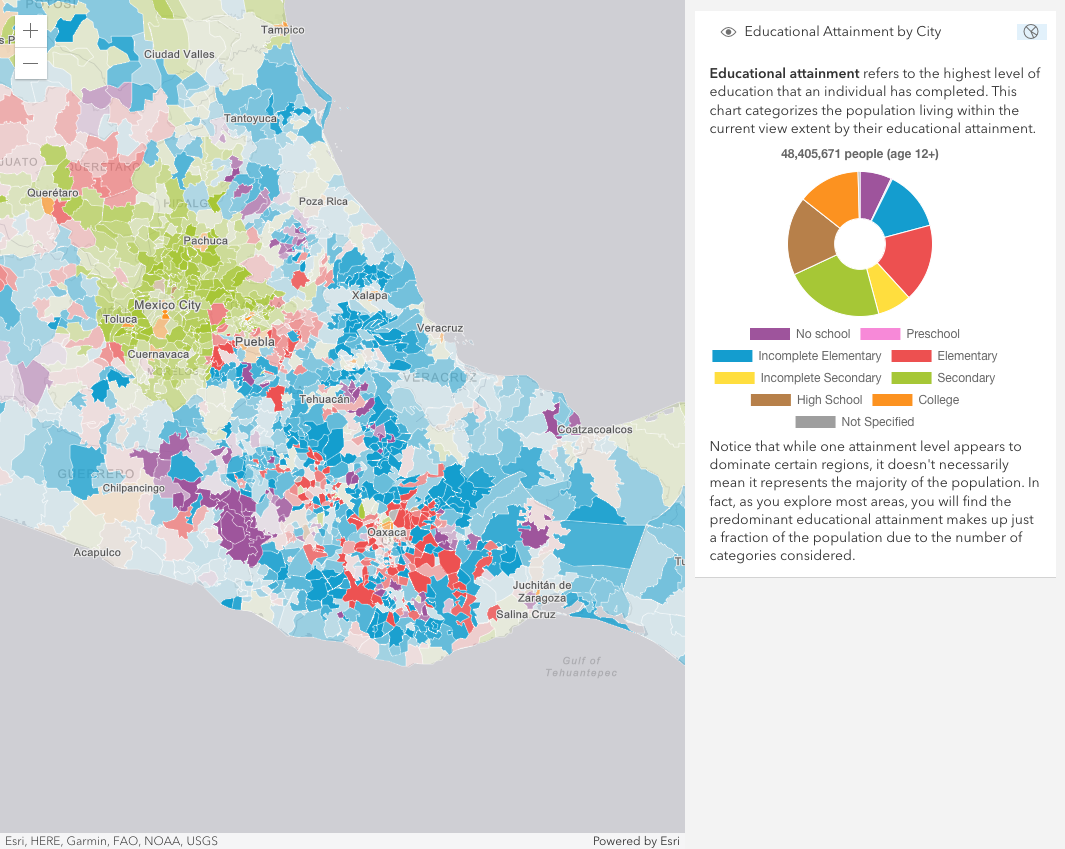 POTOSÍ
Tampico
Ciudad Valles
Tantoyuca
JUATO
QUERÉTARO
Querétaro
HIDALG
Poza Rica
Pachuca
Mexico City
Xalapa
Toluca
Veracruz
Puebla
Cuernavaca
MORELOS
VERACRUZ
Tehuacán
Coatzacoalcos
GUERRERO
Chilpancingo
Oaxaca
Acapulco
Tu
Juchitán de
Zaragoza
Salina Cruz
Gulf of
Tehuantepec
Esri, HERE, Garmin, FAO, NOAA, USGS
Powered by Esri
Educational Attainment by City
Educational attainment refers to the highest level of
education that an individual has completed. This
chart categorizes the population living within the
current view extent by their educational attainment.
48,405,671 people (age 12+)
No school Preschool
Incomplete Elementary Elementary
Incomplete Secondary Secondary
High School College
Not Specified
Notice that while one attainment level appears to
dominate certain regions, it doesn't necessarily
mean it represents the majority of the population. In
fact, as you explore most areas, you will find the
predominant educational attainment makes up just
a fraction of the population due to the number of
categories considered.